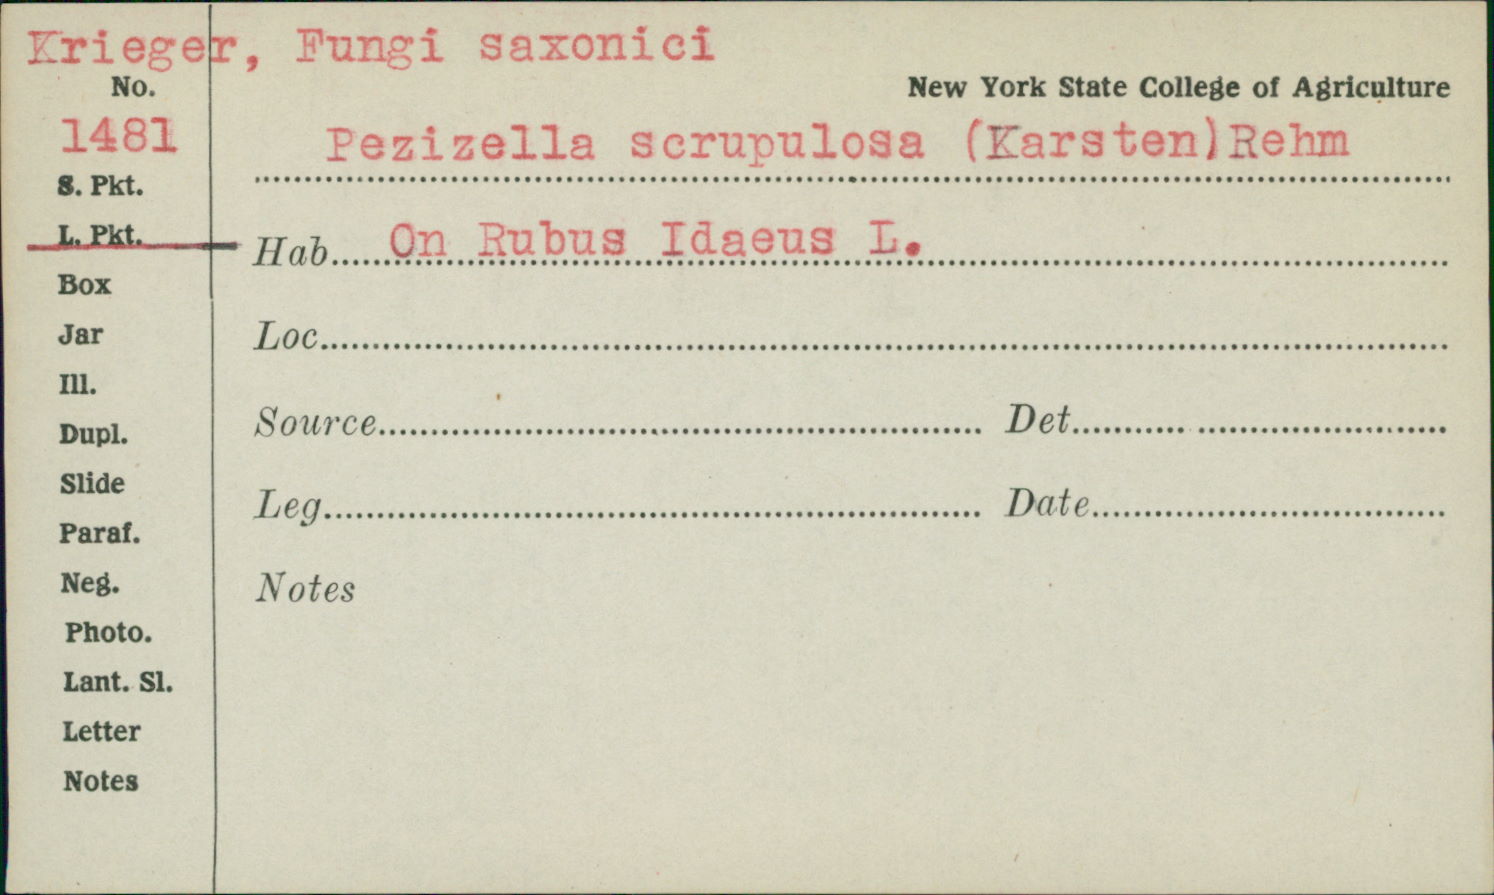 Krieger, Fungi saxonici
No.
New York State College of Agriculture
1481
Pezizella scrupulosa (Karsten)Rehm
S. Pkt.
L. Pkt.
Hab. On Rubus Idaeus L.
Box
Jar
Loc.
Ill.
Source
Det.
Dupl.
Slide
Leg.
Date
Paraf.
Neg.
Notes
Photo.
Lant. Sl.
Letter
Notes